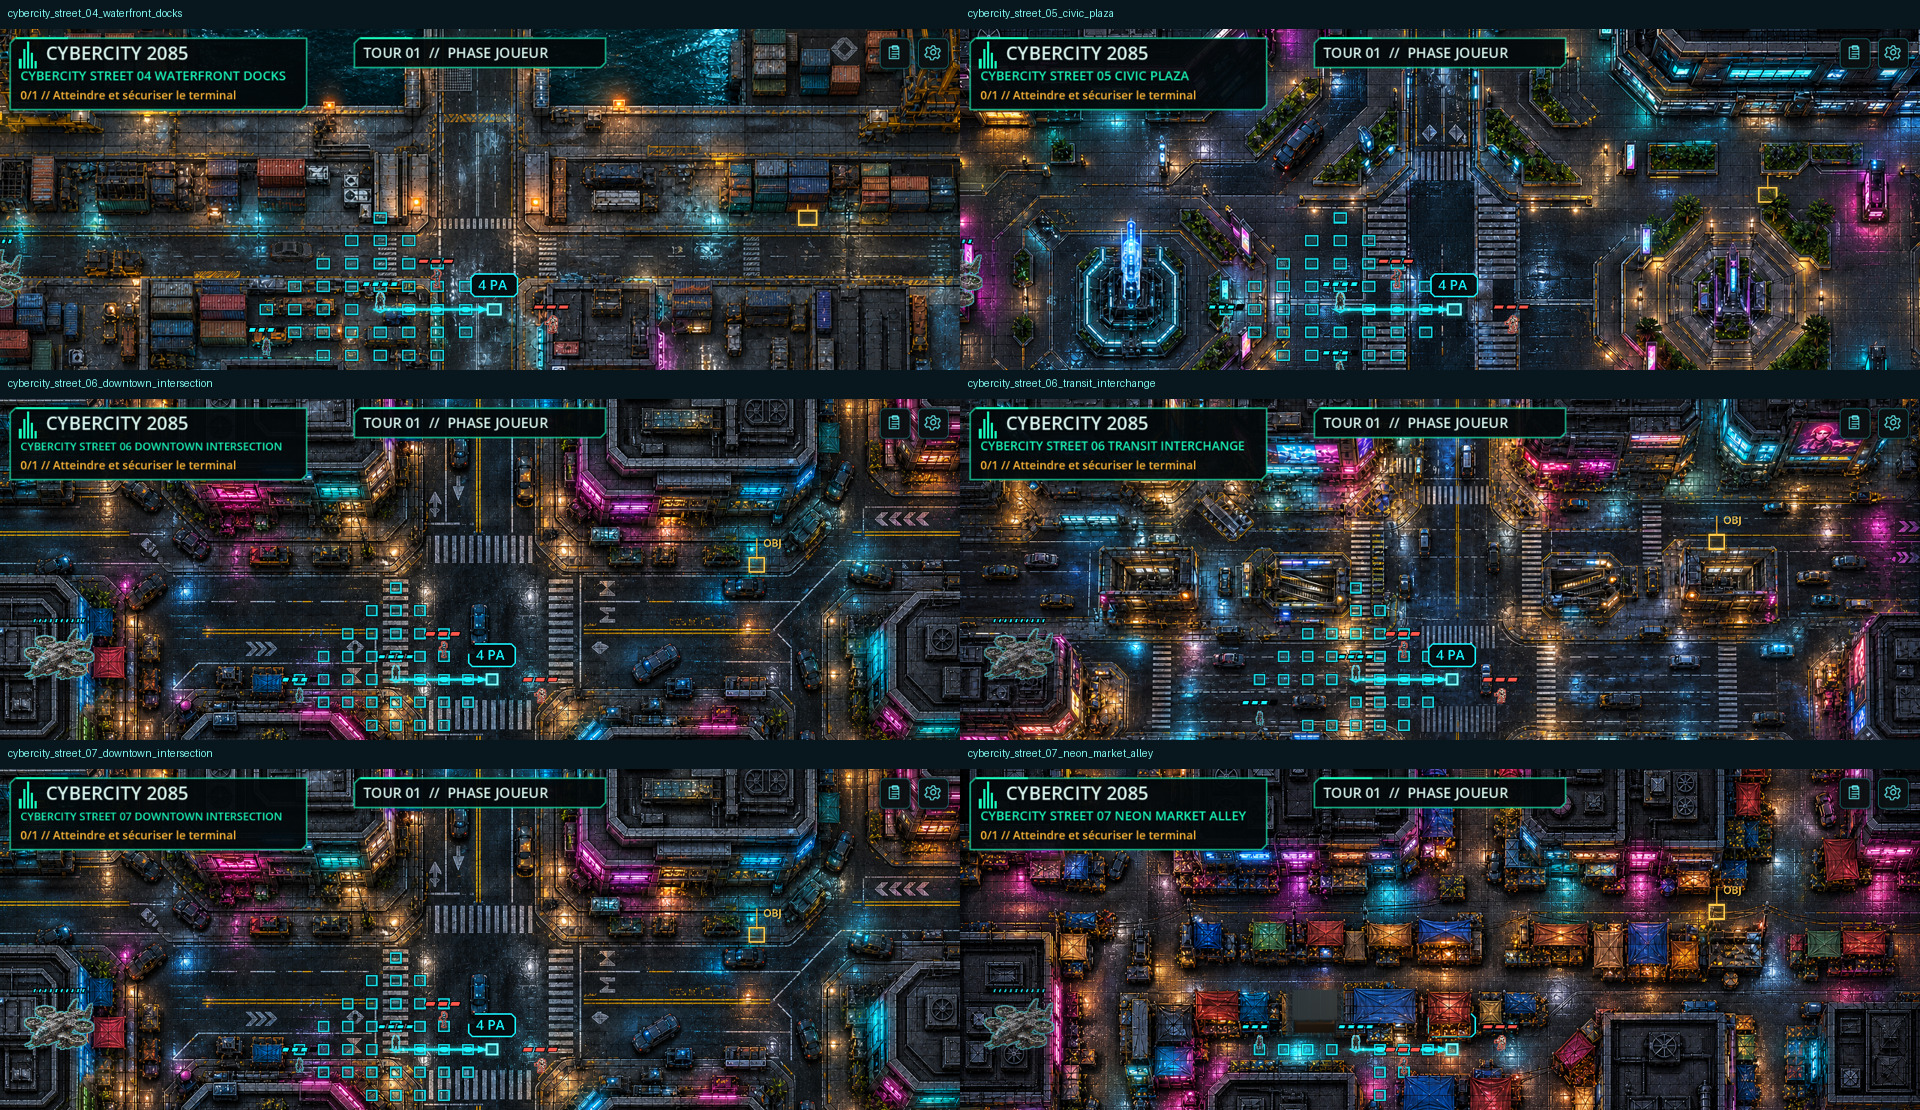 cybercity_street_04_waterfront_docks
CYBERCITY 2085
CYBERCITY STREET 04 WATERFRONT DOCKS
0/1 // Atteindre et sécuriser le terminal
TOUR 01 // PHASE JOUEUR
4 PA
cybercity_street_05_civic_plaza
CYBERCITY 2085
CYBERCITY STREET 05 CIVIC PLAZA
0/1 // Atteindre et sécuriser le terminal
TOUR 01 // PHASE JOUEUR
4 PA
cybercity_street_06_downtown_intersection
CYBERCITY 2085
CYBERCITY STREET 06 DOWNTOWN INTERSECTION
0/1 // Atteindre et sécuriser le terminal
TOUR 01 // PHASE JOUEUR
OBJ
4 PA
cybercity_street_06_transit_interchange
CYBERCITY 2085
CYBERCITY STREET 06 TRANSIT INTERCHANGE
0/1 // Atteindre et sécuriser le terminal
TOUR 01 // PHASE JOUEUR
OBJ
4 PA
cybercity_street_07_downtown_intersection
CYBERCITY 2085
CYBERCITY STREET 07 DOWNTOWN INTERSECTION
0/1 // Atteindre et sécuriser le terminal
TOUR 01 // PHASE JOUEUR
OBJ
4 PA
cybercity_street_07_neon_market_alley
CYBERCITY 2085
CYBERCITY STREET 07 NEON MARKET ALLEY
0/1 // Atteindre et sécuriser le terminal
TOUR 01 // PHASE JOUEUR
OBJ